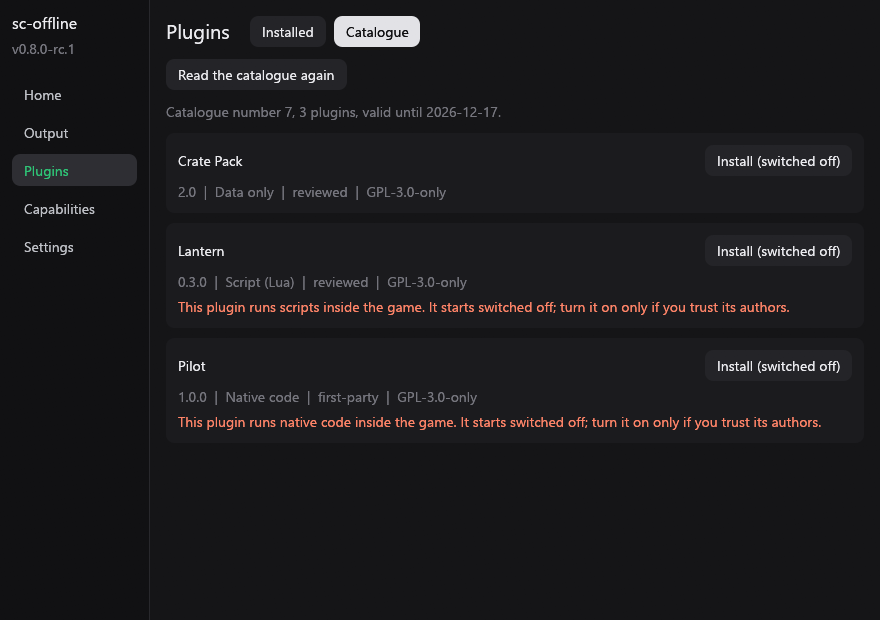 sc-offline
v0.8.0-rc.1
Home
Output
Plugins
Capabilities
Settings
Plugins
Installed
Catalogue
Read the catalogue again
Catalogue number 7, 3 plugins, valid until 2026-12-17.
Crate Pack
Install (switched off)
2.0 | Data only | reviewed | GPL-3.0-only
Lantern
Install (switched off)
0.3.0 | Script (Lua) | reviewed | GPL-3.0-only
This plugin runs scripts inside the game. It starts switched off; turn it on only if you trust its authors.
Pilot
Install (switched off)
1.0.0 | Native code | first-party | GPL-3.0-only
This plugin runs native code inside the game. It starts switched off; turn it on only if you trust its authors.